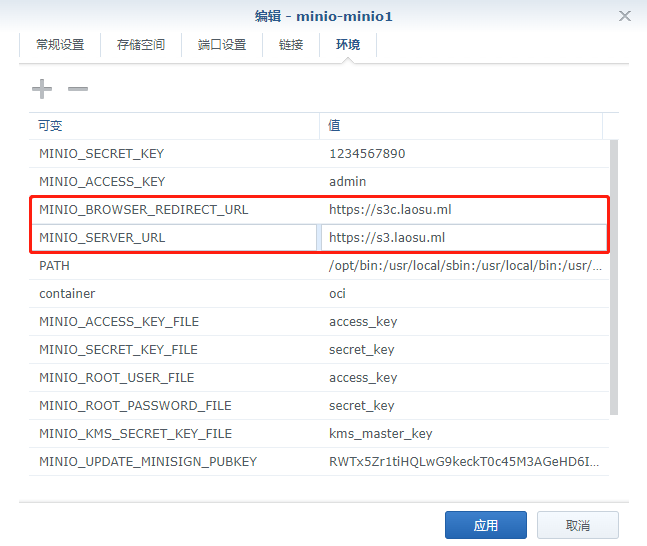 编辑 - minio-minio1
常规设置 存储空间 端口设置 链接 环境
可变 值
MINIO_SECRET_KEY 1234567890
MINIO_ACCESS_KEY admin
MINIO_BROWSER_REDIRECT_URL https://s3c.laosu.ml
MINIO_SERVER_URL https://s3.laosu.ml
PATH /opt/bin:/usr/local/sbin:/usr/local/bin:/usr/...
container oci
MINIO_ACCESS_KEY_FILE access_key
MINIO_SECRET_KEY_FILE secret_key
MINIO_ROOT_USER_FILE access_key
MINIO_ROOT_PASSWORD_FILE secret_key
MINIO_KMS_SECRET_KEY_FILE kms_master_key
MINIO_UPDATE_MINISIGN_PUBKEY RWTx5Zr1tiHQLwG9keckT0c45M3AGeHD6I...
应用 取消